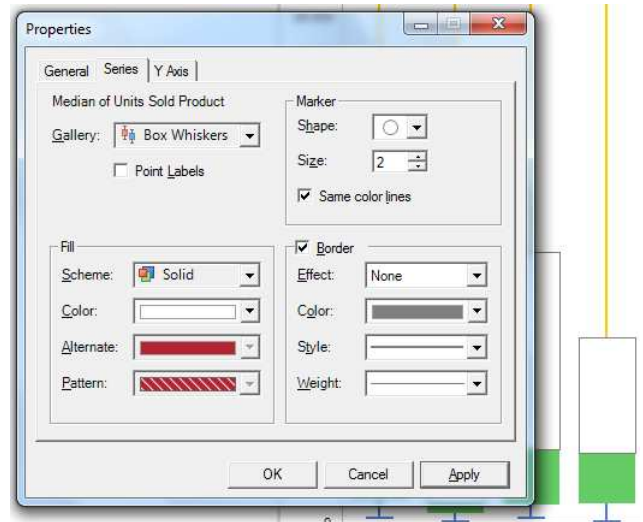 Properties
General Series Y Axis
Median of Units Sold Product
Gallery: Box Whiskers
Point Labels
Marker
Shape:
Size: 2
Same color lines
Fill
Scheme: Solid
Color:
Alternate:
Pattern:
Border
Effect: None
Color:
Style:
Weight:
OK Cancel Apply